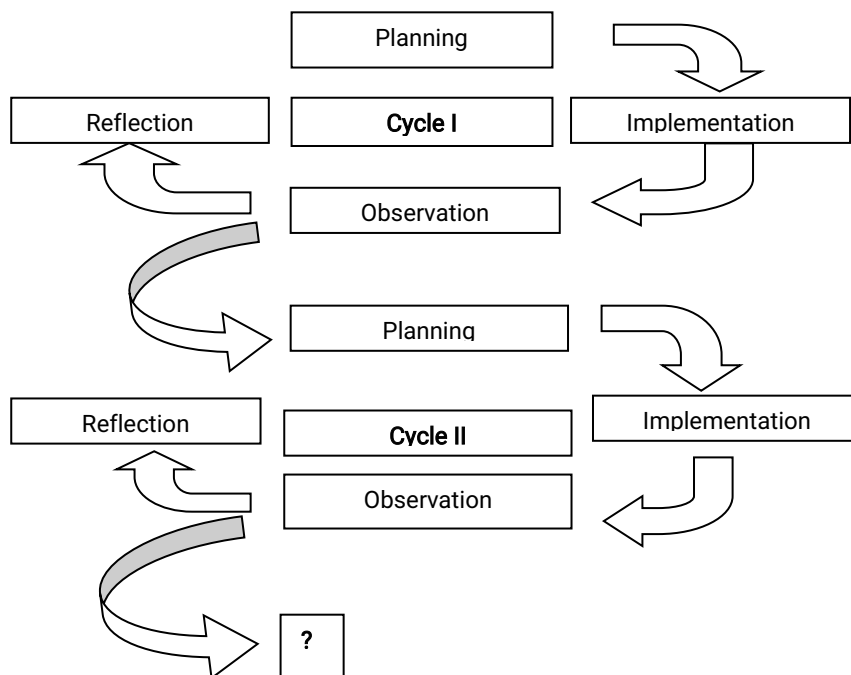 Planning
Reflection
Cycle I
Implementation
Observation
Planning
Reflection
Cycle II
Implementation
Observation
?